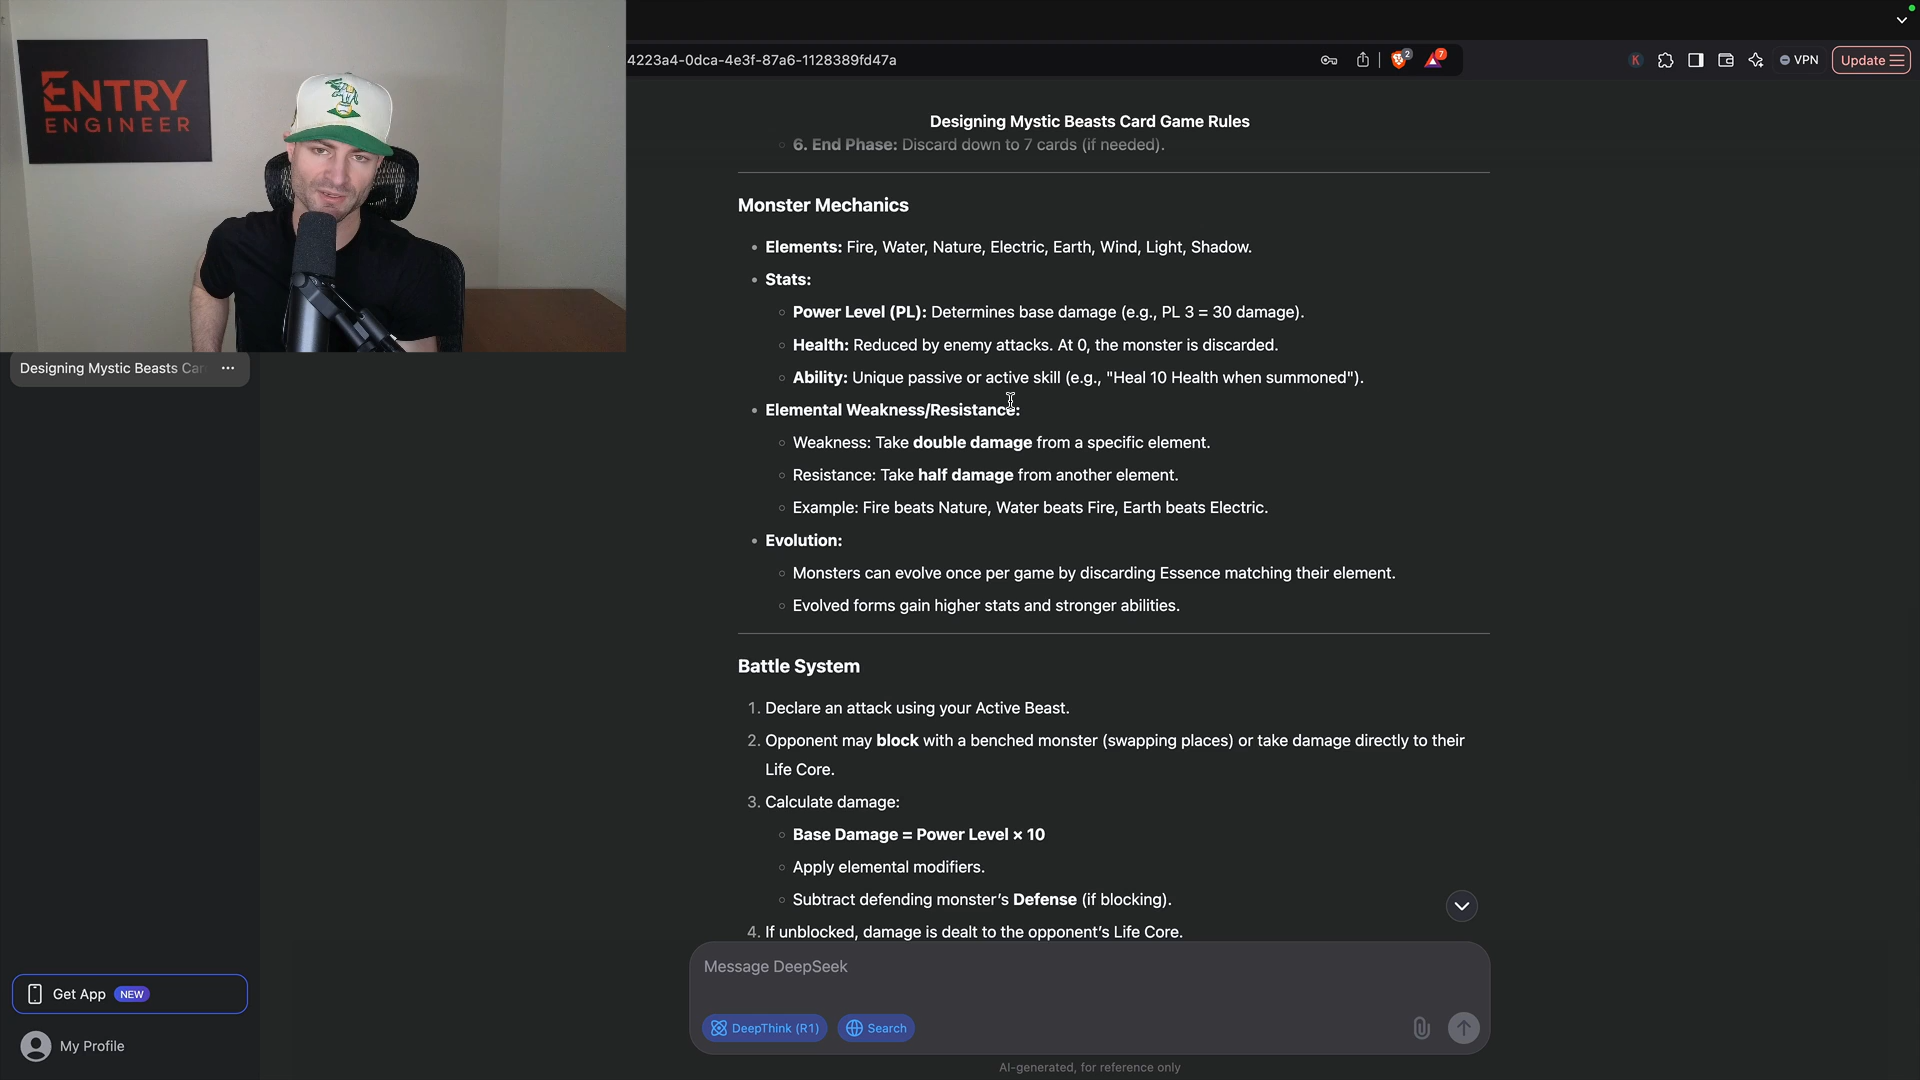 ENTRY
ENGINEER
4223a4-0dca-4e3f-87a6-1128389fd47a
2
7
K
VPN
Update
Designing Mystic Beasts Card Game Rules
6. End Phase: Discard down to 7 cards (if needed).
Monster Mechanics
Elements: Fire, Water, Nature, Electric, Earth, Wind, Light, Shadow.
Stats:
Power Level (PL): Determines base damage (e.g., PL 3 = 30 damage).
Health: Reduced by enemy attacks. At 0, the monster is discarded.
Designing Mystic Beasts Car
Ability: Unique passive or active skill (e.g., "Heal 10 Health when summoned").
Elemental Weakness/Resistance:
Weakness: Take double damage from a specific element.
Resistance: Take half damage from another element.
Example: Fire beats Nature, Water beats Fire, Earth beats Electric.
Evolution:
Monsters can evolve once per game by discarding Essence matching their element.
Evolved forms gain higher stats and stronger abilities.
Battle System
1. Declare an attack using your Active Beast.
2. Opponent may block with a benched monster (swapping places) or take damage directly to their
Life Core.
3. Calculate damage:
Base Damage = Power Level × 10
Apply elemental modifiers.
Subtract defending monster's Defense (if blocking).
4. If unblocked, damage is dealt to the opponent's Life Core.
Message DeepSeek
DeepThink (R1)
Search
Get App NEW
My Profile
AI-generated, for reference only